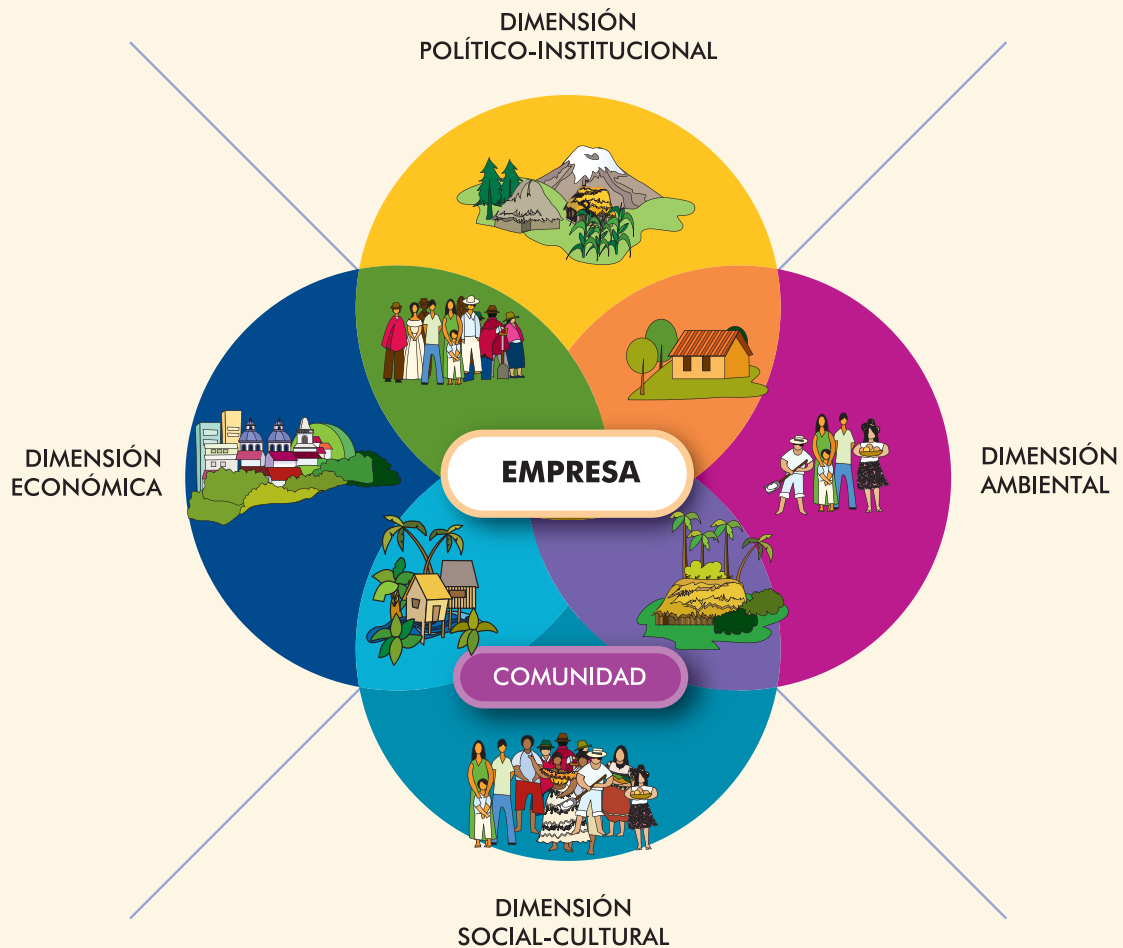 DIMENSIÓN
POLÍTICO-INSTITUCIONAL
DIMENSIÓN
ECONÓMICA
EMPRESA
DIMENSIÓN
AMBIENTAL
COMUNIDAD
DIMENSIÓN
SOCIAL-CULTURAL